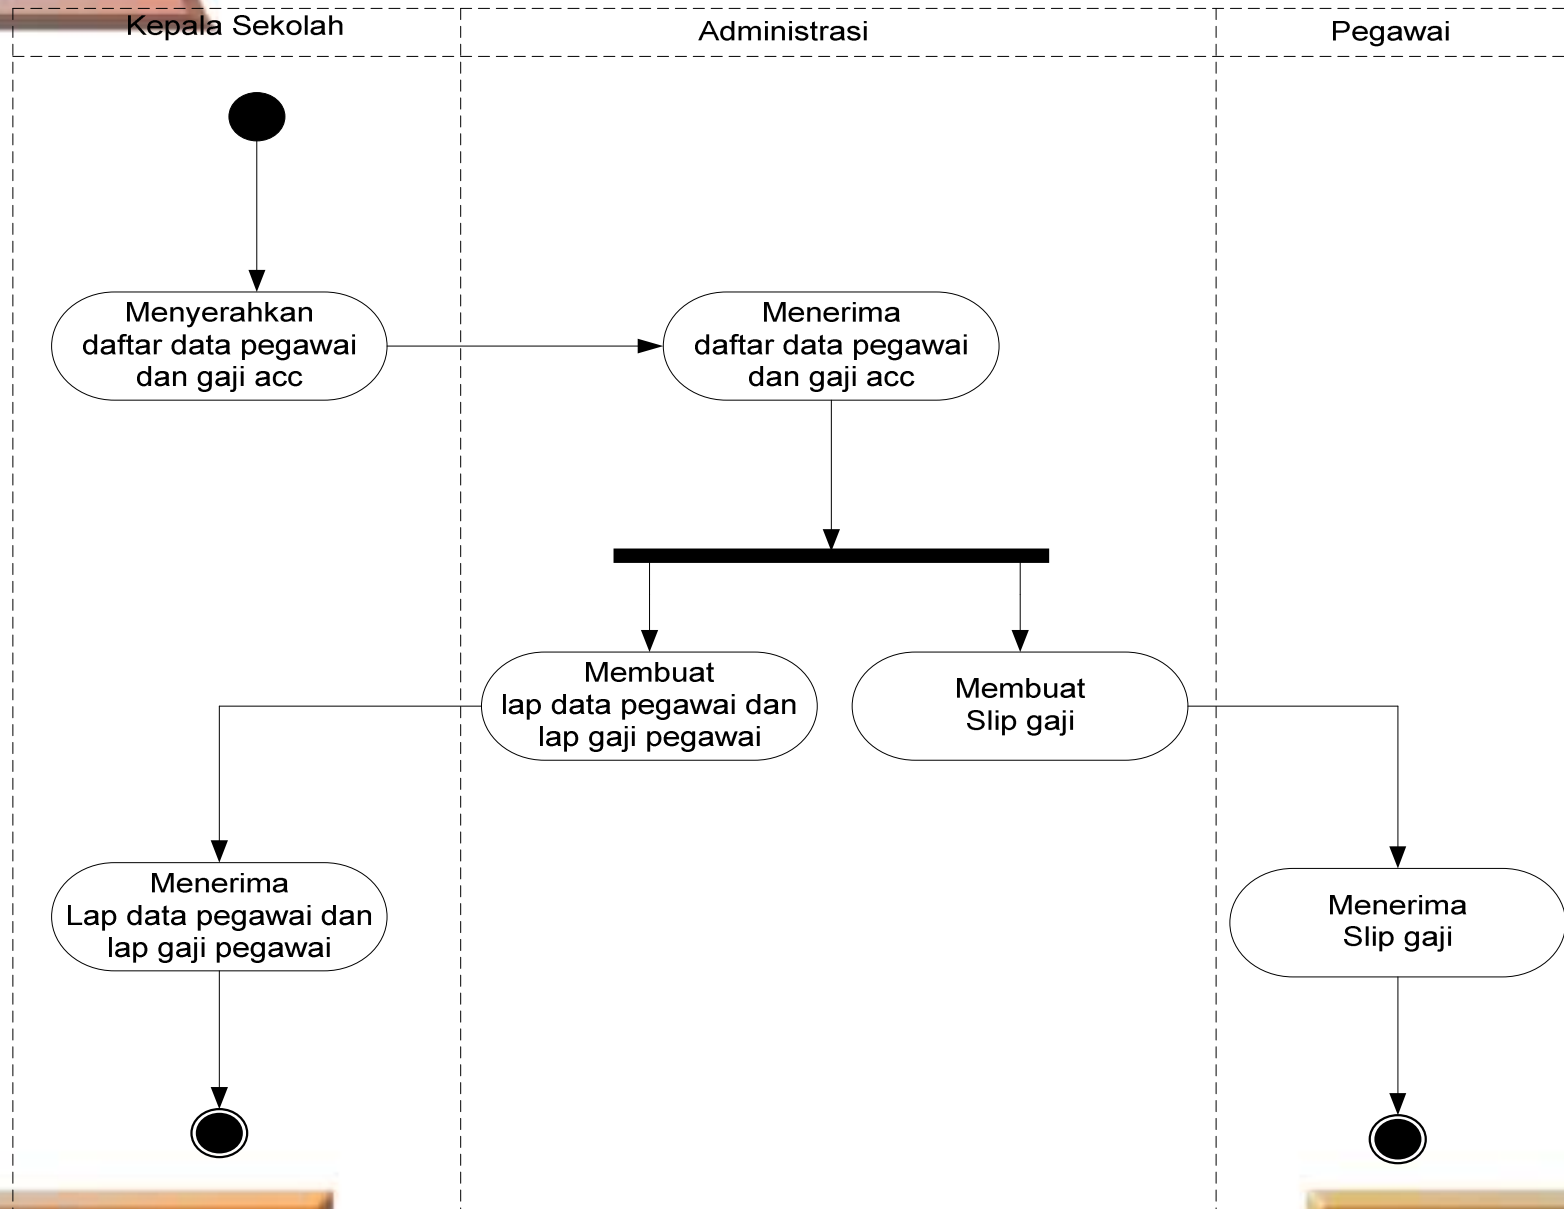 Kepala Sekolah
Administrasi
Pegawai
Menyerahkan
daftar data pegawai
dan gaji acc
Menerima
daftar data pegawai
dan gaji acc
Membuat
lap data pegawai dan
lap gaji pegawai
Membuat
Slip gaji
Menerima
Lap data pegawai dan
lap gaji pegawai
Menerima
Slip gaji